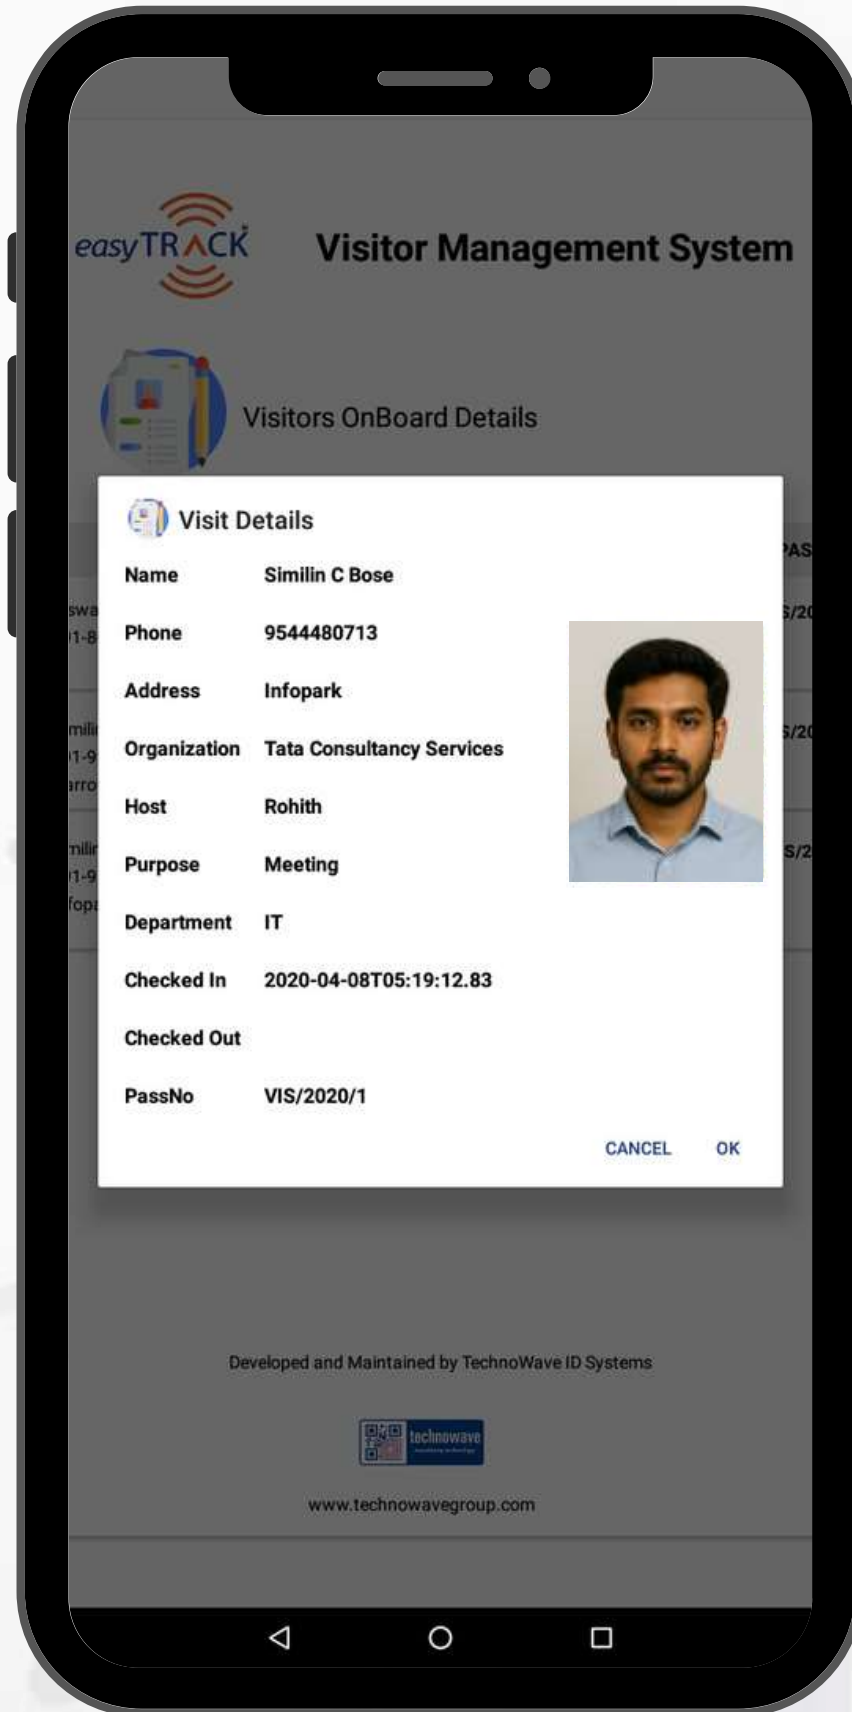 easyTRACK
Visitor Management System
Visitors OnBoard Details
Visit Details
Name Similin C Bose
Phone 9544480713
Address Infopark
Organization Tata Consultancy Services
Host Rohith
Purpose Meeting
Department IT
Checked In 2020-04-08T05:19:12.83
Checked Out
PassNo VIS/2020/1
CANCEL OK
Developed and Maintained by TechnoWave ID Systems
technowave
www.technowavegroup.com